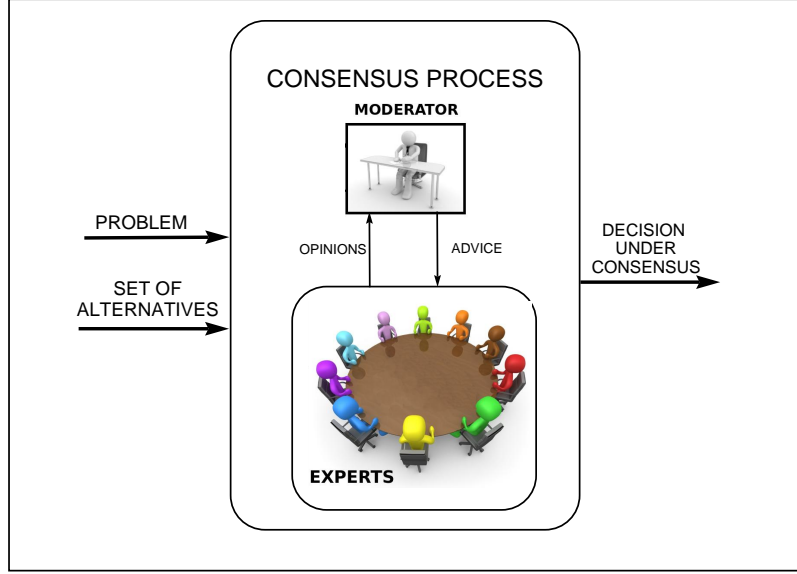 CONSENSUS PROCESS
MODERATOR
PROBLEM
SET OF
ALTERNATIVES
OPINIONS
ADVICE
DECISION
UNDER
CONSENSUS
EXPERTS